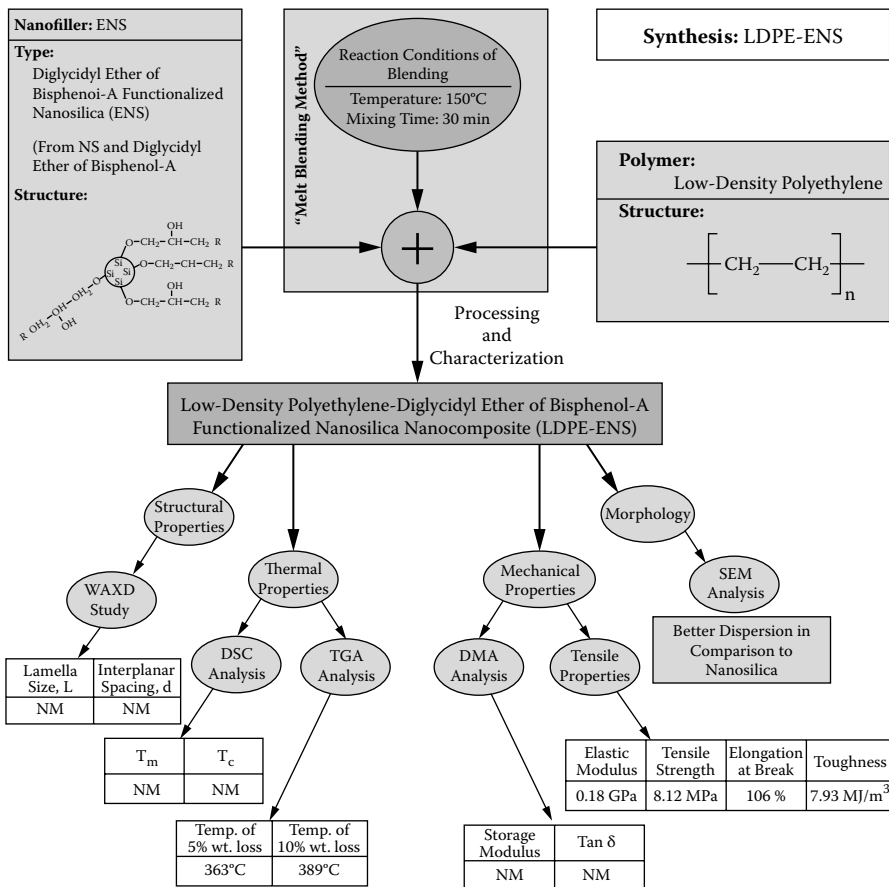 Nanofiller: ENS
Type:
Diglycidyl Ether of
Bisphenoi-A Functionalized
Nanosilica (ENS)
(From NS and Diglycidyl
Ether of Bisphenol-A
Structure:
OH
O—CH2—CH—CH2 R
O—CH2—CH—CH2 R
OH
O—CH2—CH—CH2 R
Si
Si Si
Si
R OH2—OH—OH2—O
OH
"Melt Blending Method"
Reaction Conditions of
Blending
Temperature: 150°C
Mixing Time: 30 min
+
Synthesis: LDPE-ENS
Polymer:
Low-Density Polyethylene
Structure:
CH2—CH2
n
Processing
and
Characterization
Low-Density Polyethylene-Diglycidyl Ether of Bisphenol-A
Functionalized Nanosilica Nanocomposite (LDPE-ENS)
Structural
Properties
WAXD
Study
Lamella
Size, L
Interplanar
Spacing, d
NM
NM
Thermal
Properties
DSC
Analysis
Tm
Tc
NM
NM
TGA
Analysis
Temp. of
5% wt. loss
Temp. of
10% wt. loss
363°C
389°C
Mechanical
Properties
DMA
Analysis
Storage
Modulus
Tan δ
NM
NM
Tensile
Properties
Elastic
Modulus
Tensile
Strength
Elongation
at Break
Toughness
0.18 GPa
8.12 MPa
106 %
7.93 MJ/m³
Morphology
SEM
Analysis
Better Dispersion in
Comparison to
Nanosilica